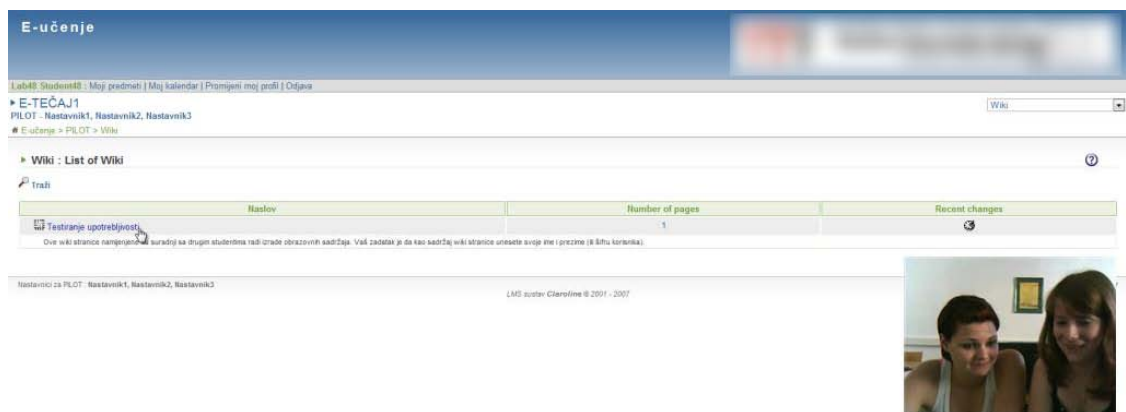 E-učenje
Lab48 Student48 : Moji predmeti | Moj kalendar | Promijeni moj profil | Odjava
E-TEČAJ1
Wiki
PILOT - Nastavnik1, Nastavnik2, Nastavnik3
E-učenje > PILOT > Wiki
Wiki : List of Wiki
Traži
Naslov Number of pages Recent changes
Testiranje upotrebljivosti 1
Ove wiki stranice namijenjene su suradnji sa drugim studentima radi izrade obrazovnih sadržaja. Vaš zadatak je da kao sadržaj wiki stranice unesete svoje ime i prezime (ili šifru korisnika).
Nastavnici za PILOT : Nastavnik1, Nastavnik2, Nastavnik3
LMS sustav Claroline © 2001 - 2007